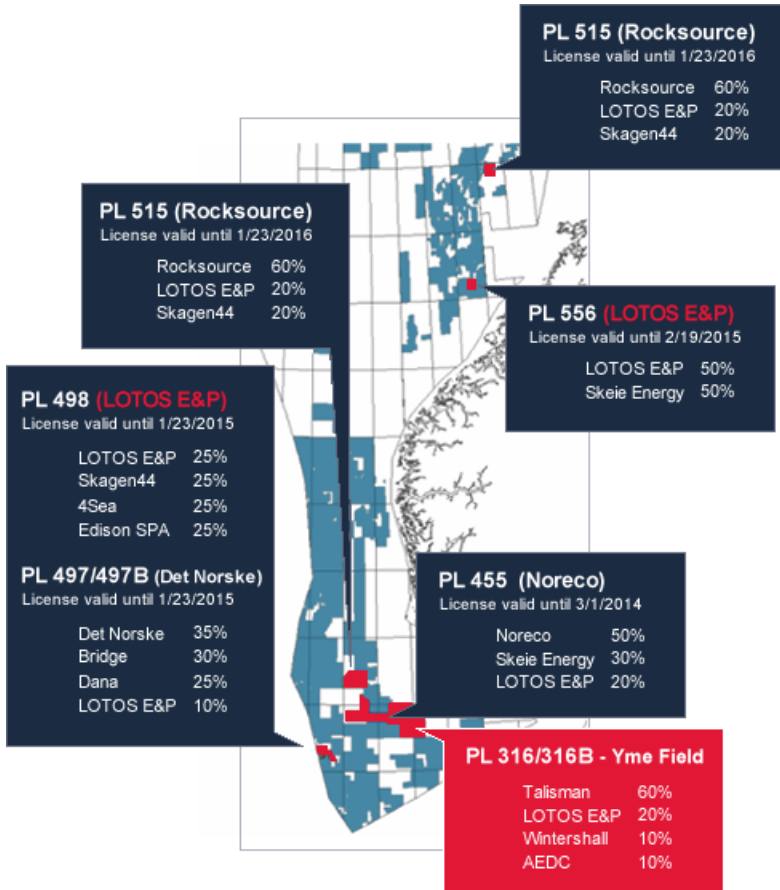 PL 515 (Rocksource)
License valid until 1/23/2016
Rocksource 60%
LOTOS E&P 20%
Skagen44 20%
PL 515 (Rocksource)
License valid until 1/23/2016
Rocksource 60%
LOTOS E&P 20%
Skagen44 20%
PL 556 (LOTOS E&P)
License valid until 2/19/2015
LOTOS E&P 50%
Skeie Energy 50%
PL 498 (LOTOS E&P)
License valid until 1/23/2015
LOTOS E&P 25%
Skagen44 25%
4Sea 25%
Edison SPA 25%
PL 497/497B (Det Norske)
License valid until 1/23/2015
Det Norske 35%
Bridge 30%
Dana 25%
LOTOS E&P 10%
PL 455 (Noreco)
License valid until 3/1/2014
Noreco 50%
Skeie Energy 30%
LOTOS E&P 20%
PL 316/316B - Yme Field
Talisman 60%
LOTOS E&P 20%
Wintershall 10%
AEDC 10%